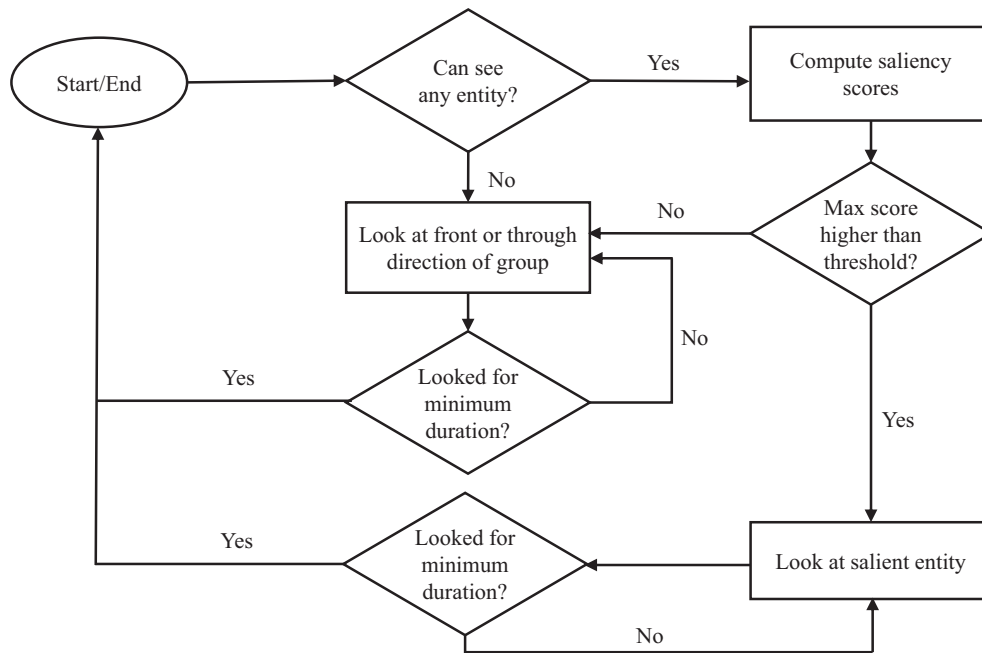 Start/End
Can see
any entity?
Yes
Compute saliency
scores
No
Look at front or through
direction of group
No
Max score
higher than
threshold?
No
Yes
Looked for
minimum
duration?
Yes
Yes
Looked for
minimum
duration?
Look at salient entity
No